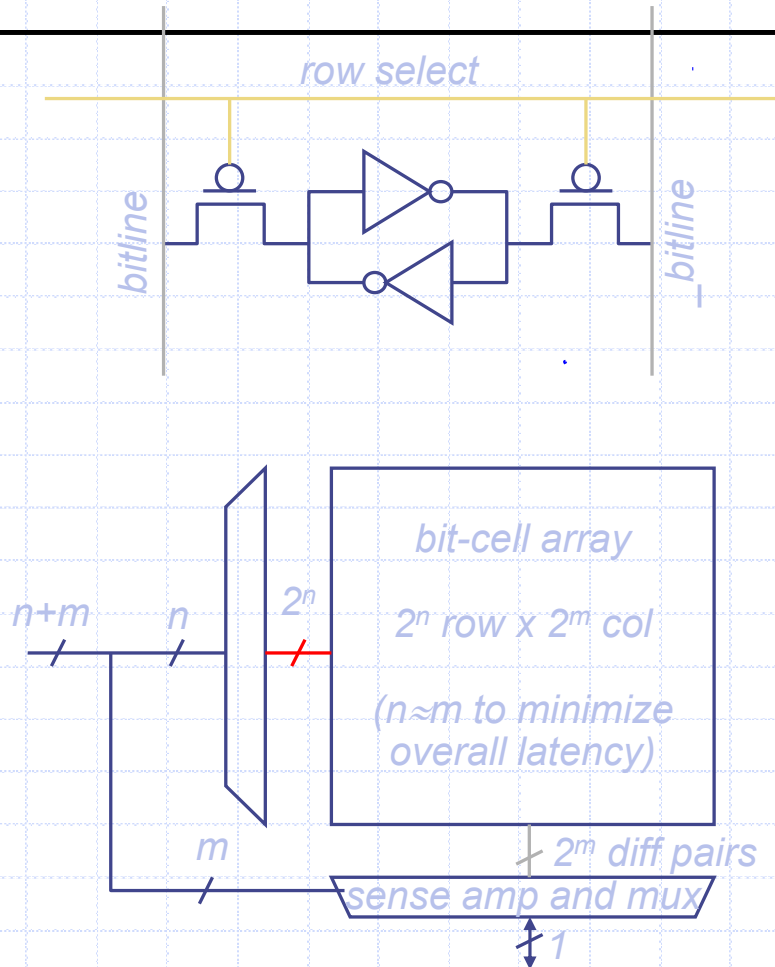 row select
bitline
_bitline
bit-cell array
n+m
n
2ⁿ
2ⁿ row x 2ᵐ col
(n≈m to minimize
overall latency)
m
2ᵐ diff pairs
sense amp and mux
1